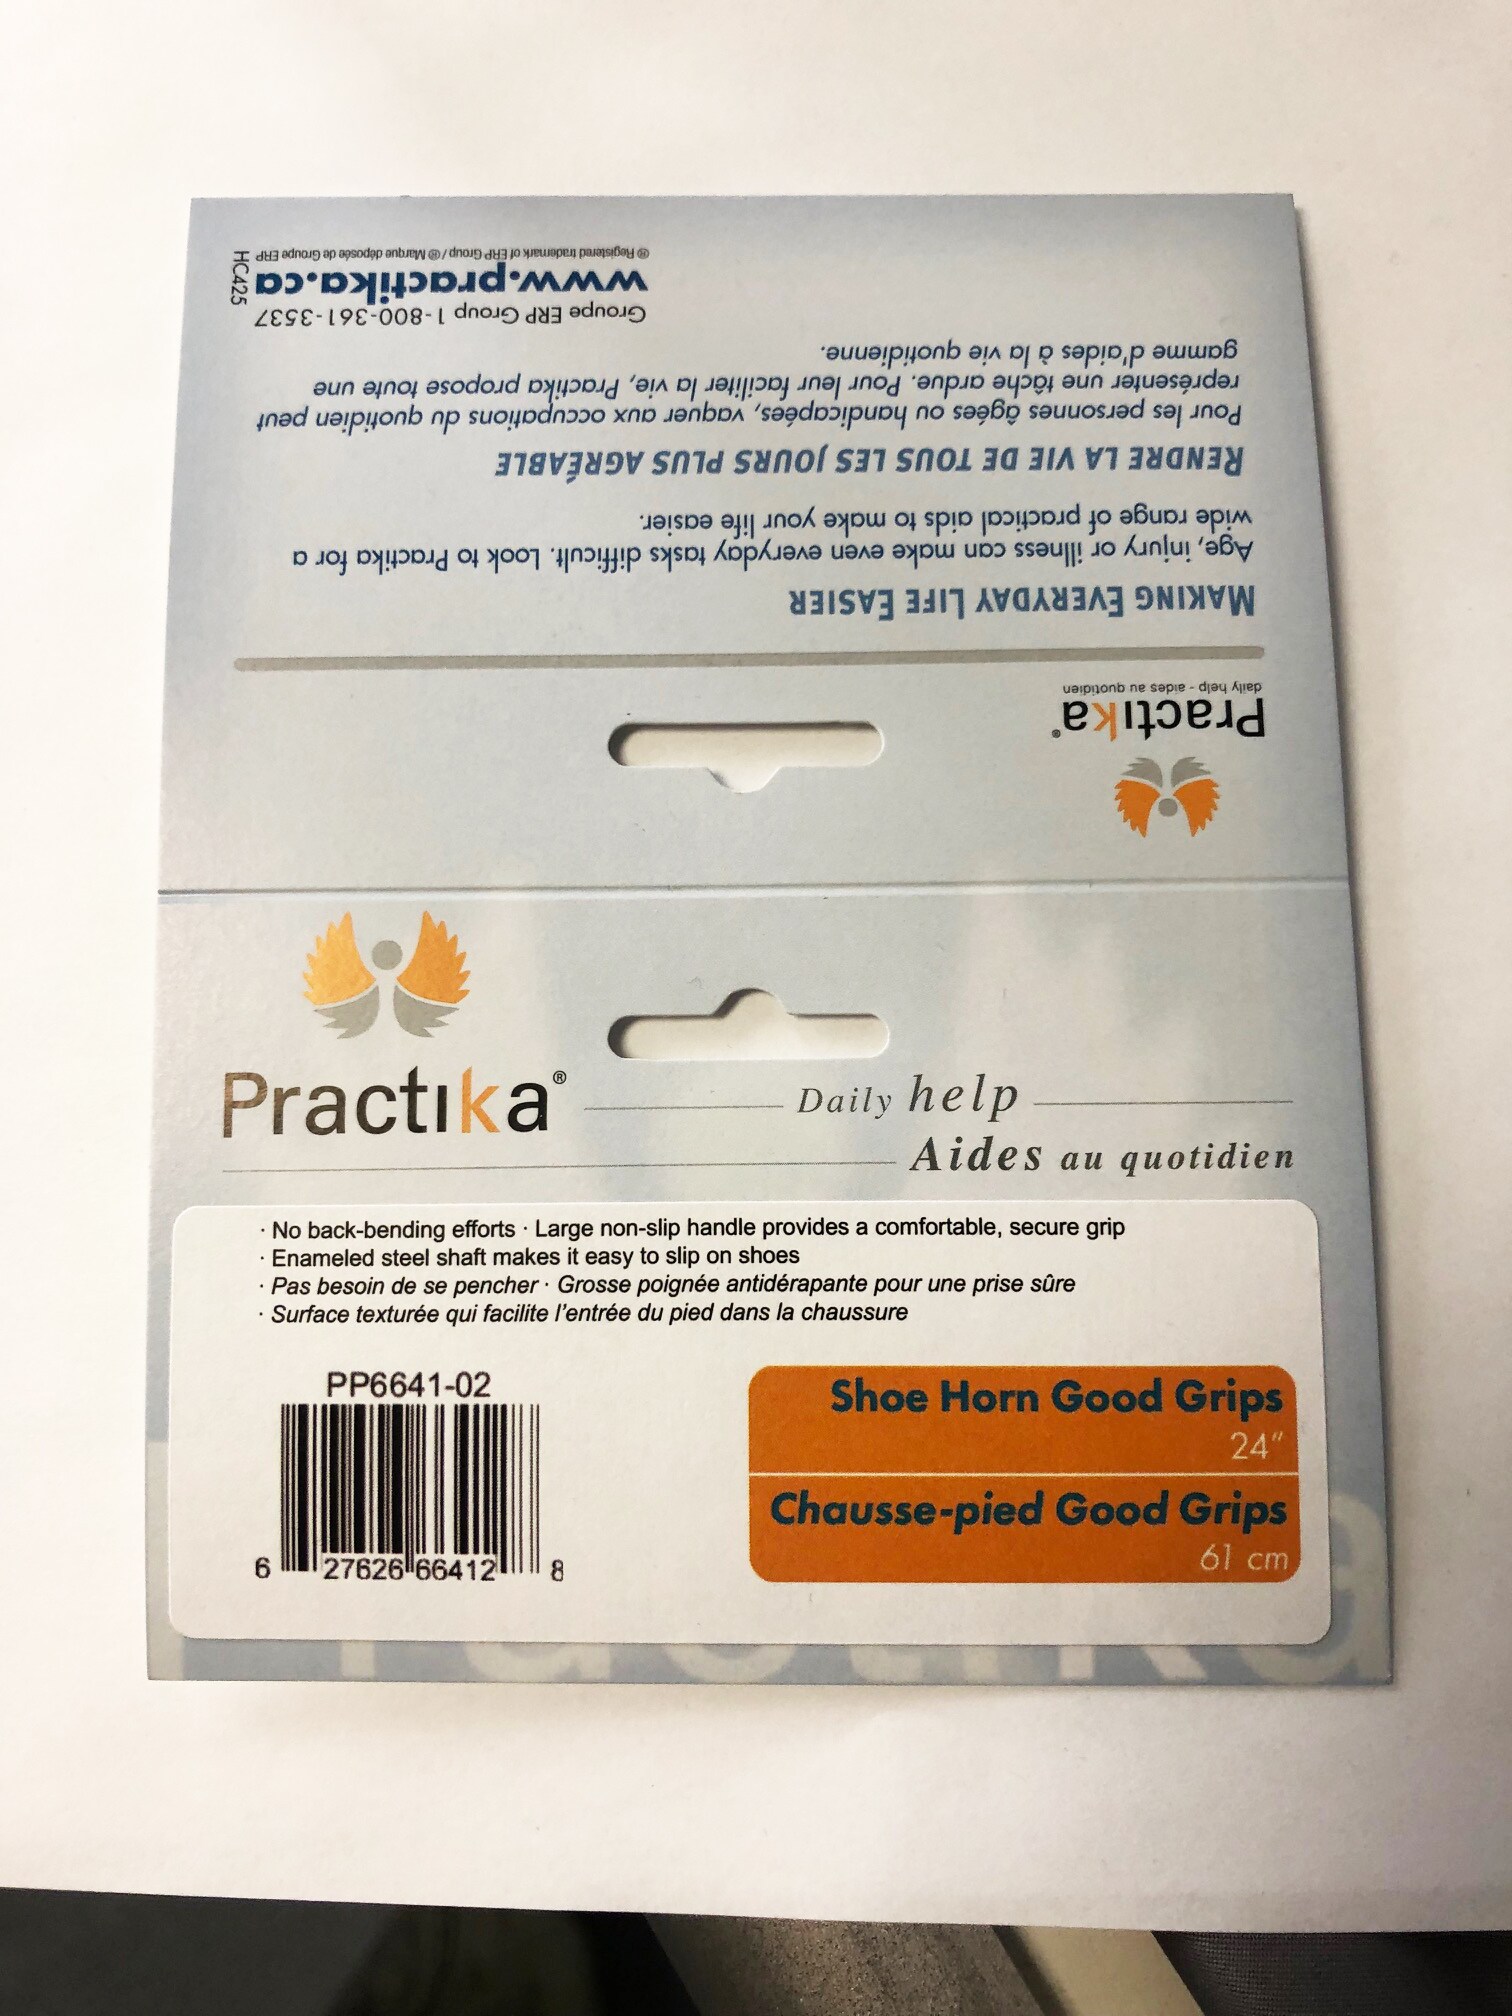 Practika®
Daily help
Aides au quotidien
· No back-bending efforts · Large non-slip handle provides a comfortable, secure grip
· Enameled steel shaft makes it easy to slip on shoes
· Pas besoin de se pencher · Grosse poignée antidérapante pour une prise sûre
· Surface texturée qui facilite l'entrée du pied dans la chaussure
PP6641-02
6 27626 66412 8
Shoe Horn Good Grips
24"
Chausse-pied Good Grips
61 cm
Practika®
daily help - aides au quotidien
MAKING EVERYDAY LIFE EASIER
Age, injury or illness can make even everyday tasks difficult. Look to Practika for a
wide range of practical aids to make your life easier.
RENDRE LA VIE DE TOUS LES JOURS PLUS AGRÉABLE
Pour les personnes âgées ou handicapées, vaquer aux occupations du quotidien peut
représenter une tâche ardue. Pour leur faciliter la vie, Practika propose toute une
gamme d'aides à la vie quotidienne.
Groupe ERP Group 1-800-361-3537
www.practika.ca
® Registered trademark of ERP Group / ® Marque déposée de Groupe ERP
HC425